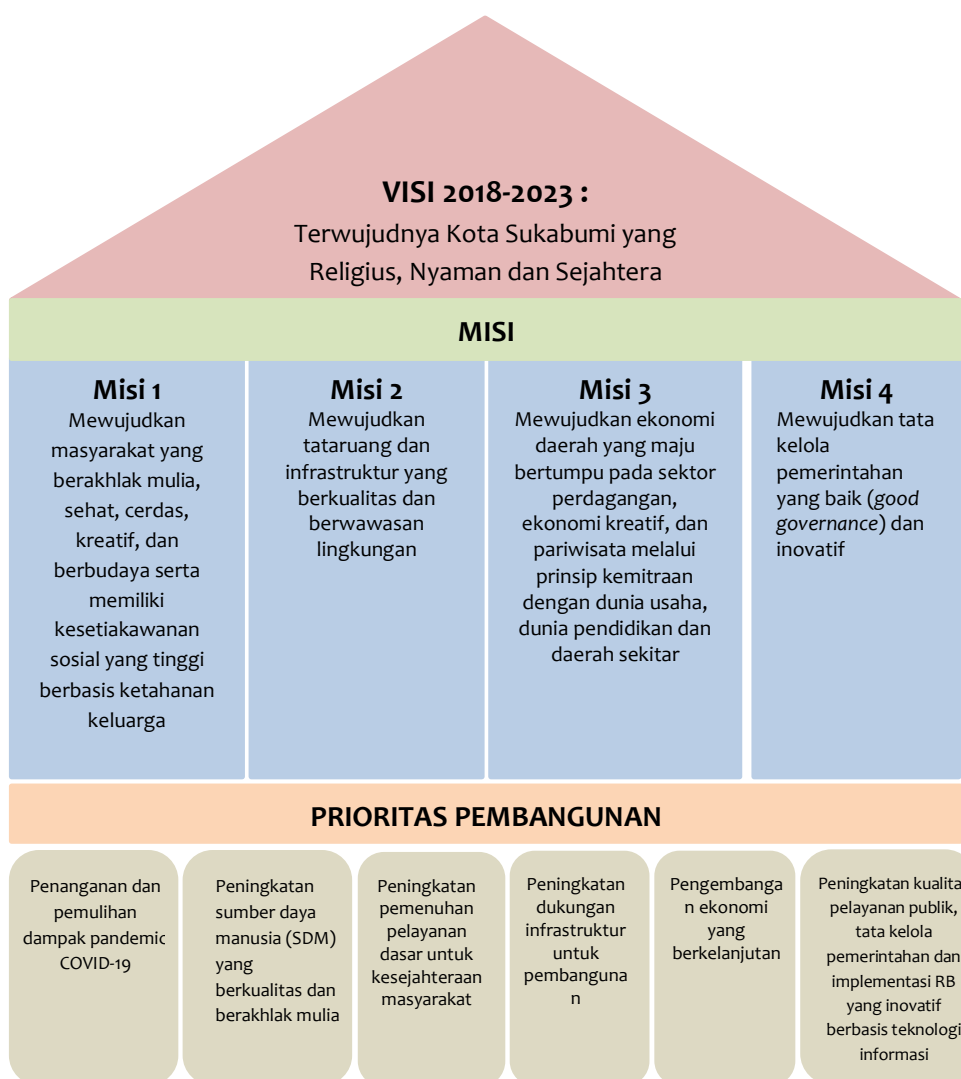 VISI 2018-2023 :
Terwujudnya Kota Sukabumi yang
Religius, Nyaman dan Sejahtera
MISI
Misi 1
Mewujudkan
masyarakat yang
berakhlak mulia,
sehat, cerdas,
kreatif, dan
berbudaya serta
memiliki
kesetiakawanan
sosial yang tinggi
berbasis ketahanan
keluarga
Misi 2
Mewujudkan
tataruang dan
infrastruktur yang
berkualitas dan
berwawasan
lingkungan
Misi 3
Mewujudkan ekonomi
daerah yang maju
bertumpu pada sektor
perdagangan,
ekonomi kreatif, dan
pariwisata melalui
prinsip kemitraan
dengan dunia usaha,
dunia pendidikan dan
daerah sekitar
Misi 4
Mewujudkan tata
kelola
pemerintahan
yang baik (good
governance) dan
inovatif
PRIORITAS PEMBANGUNAN
Penanganan dan
pemulihan
dampak pandemic
COVID-19
Peningkatan
sumber daya
manusia (SDM)
yang
berkualitas dan
berakhlak mulia
Peningkatan
pemenuhan
pelayanan
dasar untuk
kesejahteraan
masyarakat
Peningkatan
dukungan
infrastruktur
untuk
pembanguna
n
Pengembanga
n ekonomi
yang
berkelanjutan
Peningkatan kualita
pelayanan publik,
tata kelola
pemerintahan dan
implementasi RB
yang inovatif
berbasis teknologi
informasi